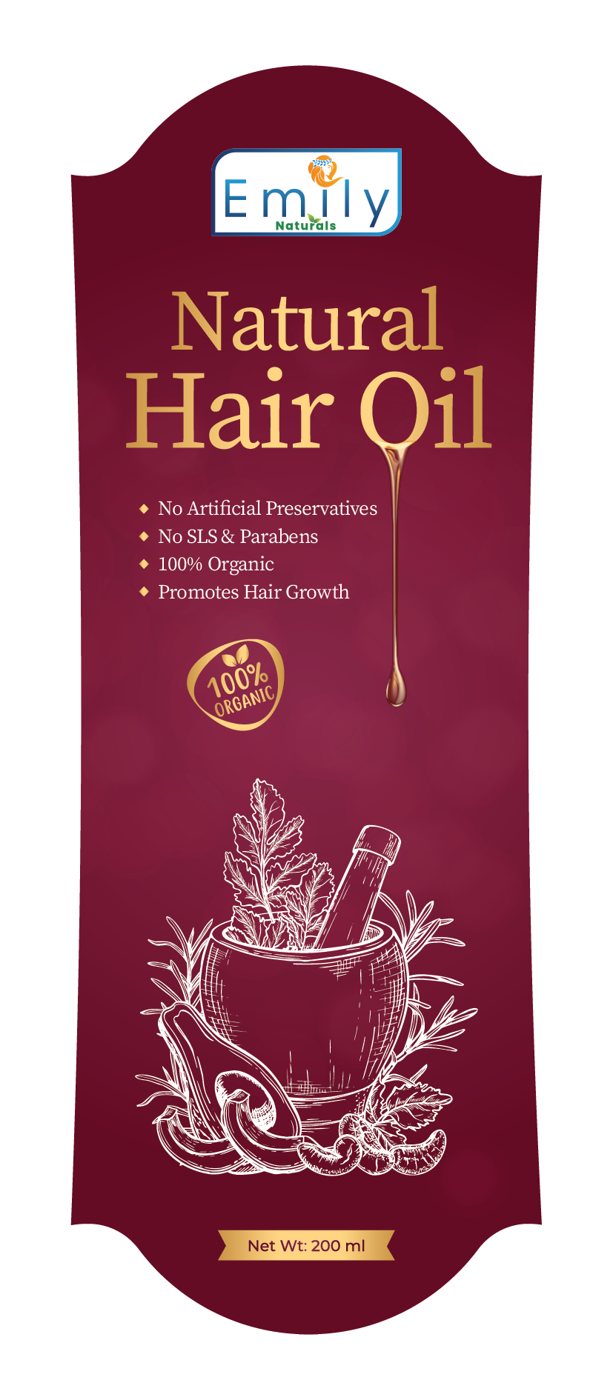 Emily
Naturals
Natural
Hair Oil
No Artificial Preservatives
No SLS & Parabens
100% Organic
Promotes Hair Growth
100%
ORGANIC
Net Wt: 200 ml